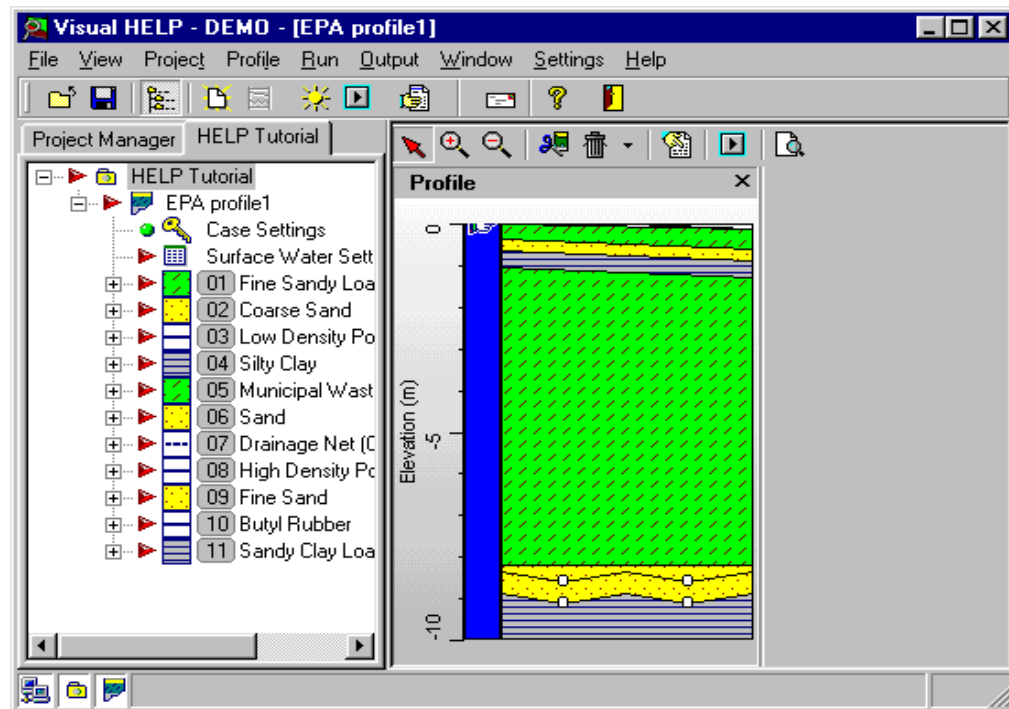 Visual HELP - DEMO - [EPA profile1]
File View Project Profile Run Output Window Settings Help
Project Manager HELP Tutorial
HELP Tutorial
EPA profile1
Case Settings
Surface Water Sett
01 Fine Sandy Loa
02 Coarse Sand
03 Low Density Po
04 Silty Clay
05 Municipal Wast
06 Sand
07 Drainage Net (C
08 High Density Po
09 Fine Sand
10 Butyl Rubber
11 Sandy Clay Loa
Profile
0
-5
-10
Elevation (m)